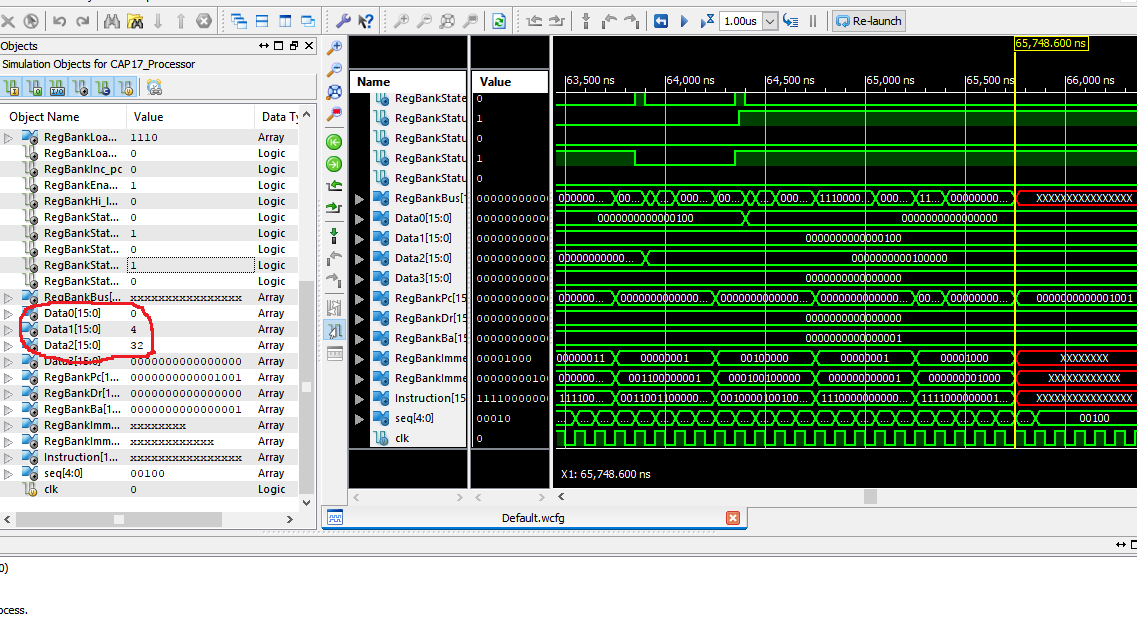 1.00us Re-launch
Objects
Simulation Objects for CAP17_Processor
Object Name Value Data Ty
RegBankLoa... 1110 Array
RegBankLoa... 0 Logic
RegBankInc_pc 0 Logic
RegBankEna... 1 Logic
RegBankHi_l... 0 Logic
RegBankStat... 0 Logic
RegBankStat... 1 Logic
RegBankStat... 0 Logic
RegBankStat... 1 Logic
RegBankStat... 0 Logic
RegBankBus[... xxxxxxxxxxxxxxxx Array
Data0[15:0] 0 Array
Data1[15:0] 4 Array
Data2[15:0] 32 Array
Data3[15:0] 0000000000000000 Array
RegBankPc[1... 0000000000001001 Array
RegBankDr[1... 0000000000000000 Array
RegBankBa[1... 0000000000000001 Array
RegBankImm... xxxxxxxx Array
RegBankImm... xxxxxxxxxxxx Array
Instruction[1... xxxxxxxxxxxxxxxx Array
seq[4:0] 00100 Array
clk 0 Logic
65,748.600 ns
63,500 ns 64,000 ns 64,500 ns 65,000 ns 65,500 ns 66,000 ns
Name Value
RegBankState 0
RegBankStatu 1
RegBankStatu 0
RegBankStatu 1
RegBankStatu 0
RegBankBus[1 0000000000 000000... 00... ... ... 000... 00... ... ... 000... 1110000... 000... 11... 00000000... XXXXXXXXXXXXXXXX
Data0[15:0] 0000000000 0000000000000100 0000000000000000
Data1[15:0] 0000000000 0000000000000100
Data2[15:0] 0000000000 00000000000... 0000000000100000
Data3[15:0] 0000000000 0000000000000000
RegBankPc[15 0000000000 000000... 0000000000000... 0000000000000... 0000000000000... 00... 00000000... 0000000000001001
RegBankDr[1 0000000000 0000000000000000
RegBankBa[1 0000000000 0000000000000001
RegBankImme 00001000 00000011 00000001 00100000 00000001 00001000 XXXXXXXX
RegBankImme 0000000010 000000... 001100000001 000100100000 000000000001 000000001000 XXXXXXXXXXXX
Instruction[15 1111000000 111100... 0011001100000... 0010000100100... 1110000000000... 1111000000001... XXXXXXXXXXXXXXXX
seq[4:0] 00010 00100
clk 0
X1: 65,748.600 ns
Default.wcfg
0)
ocess.